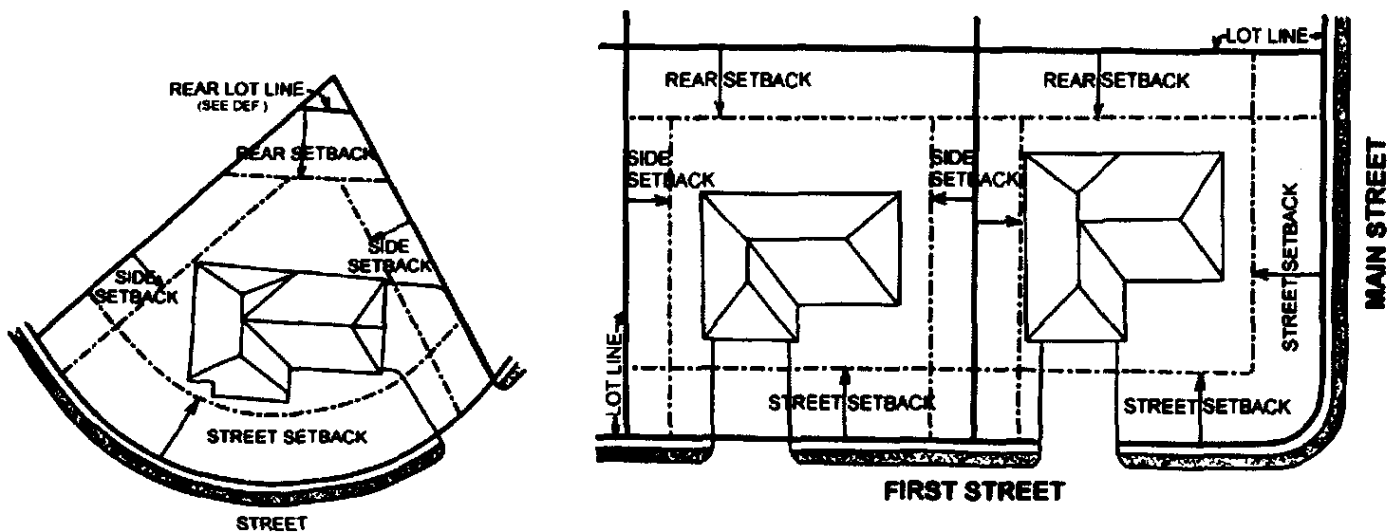 REAR LOT LINE
(SEE DEF)
REAR SETBACK
SIDE
SETBACK
SIDE
SETBACK
STREET SETBACK
STREET
LOT LINE
REAR SETBACK
REAR SETBACK
SIDE
SETBACK
SIDE
SETBACK
STREET SETBACK
MAIN STREET
LOT LINE
STREET SETBACK
STREET SETBACK
FIRST STREET